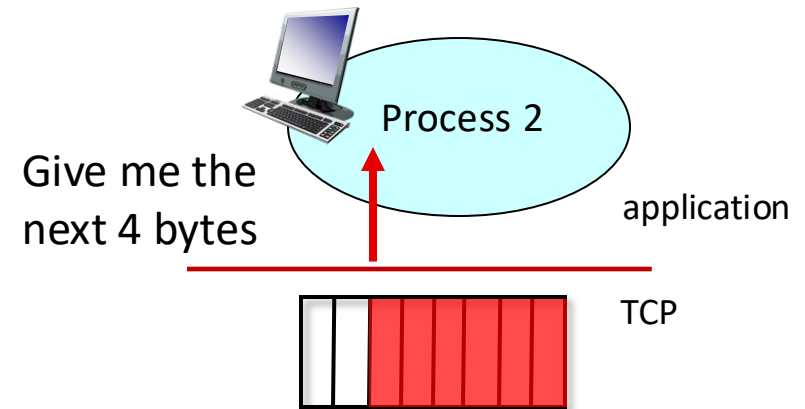 Process 2
Give me the
next 4 bytes
application
TCP